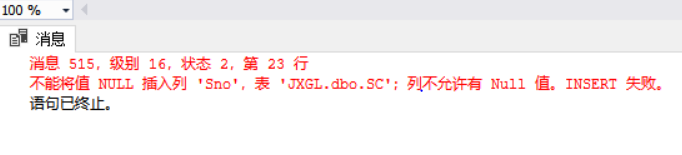 100 %
消息
消息 515，级别 16，状态 2，第 23 行
不能将值 NULL 插入列 'Sno'，表 'JXGL.dbo.SC'；列不允许有 Null 值。INSERT 失败。
语句已终止。